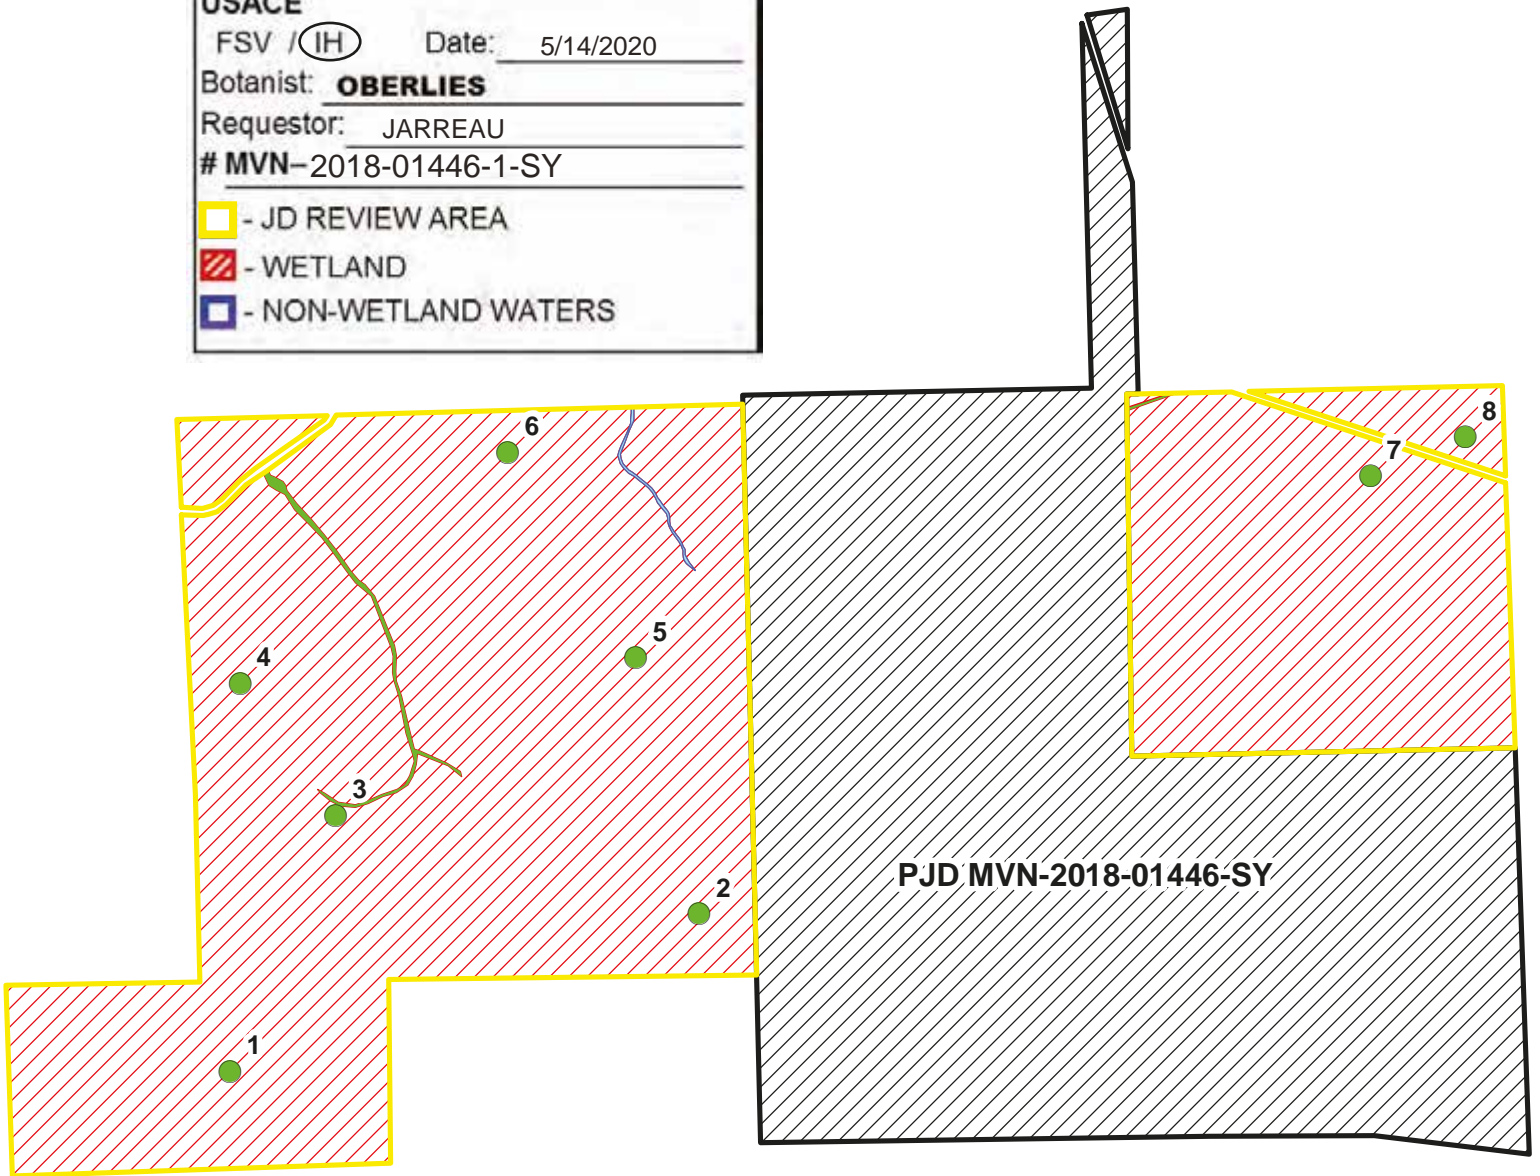 USACE
FSV / IH Date: 5/14/2020
Botanist: OBERLIES
Requestor: JARREAU
# MVN-2018-01446-1-SY
- JD REVIEW AREA
- WETLAND
- NON-WETLAND WATERS
6
8
7
5
4
3
PJD MVN-2018-01446-SY
2
1